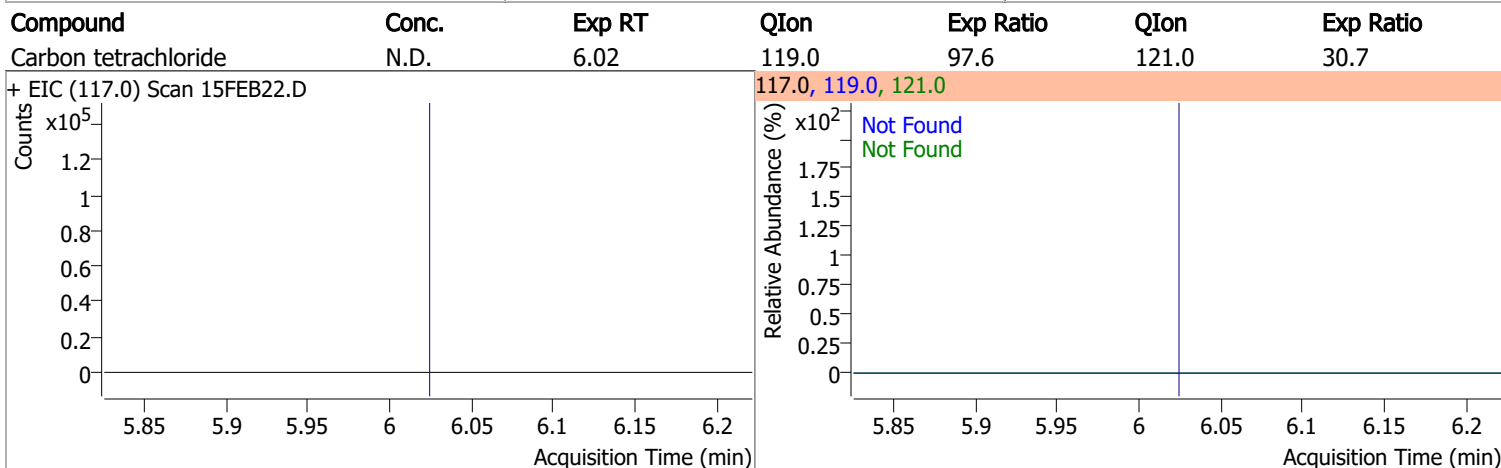 Compound Conc. Exp RT QIon Exp Ratio QIon Exp Ratio
Carbon tetrachloride N.D. 6.02 119.0 97.6 121.0 30.7
+ EIC (117.0) Scan 15FEB22.D
Counts
x10⁵
1.2
1
0.8
0.6
0.4
0.2
0
5.85 5.9 5.95 6 6.05 6.1 6.15 6.2
Acquisition Time (min)
117.0, 119.0, 121.0
Relative Abundance (%)
x10²
Not Found
Not Found
1.75
1.5
1.25
1
0.75
0.5
0.25
0
5.85 5.9 5.95 6 6.05 6.1 6.15 6.2
Acquisition Time (min)